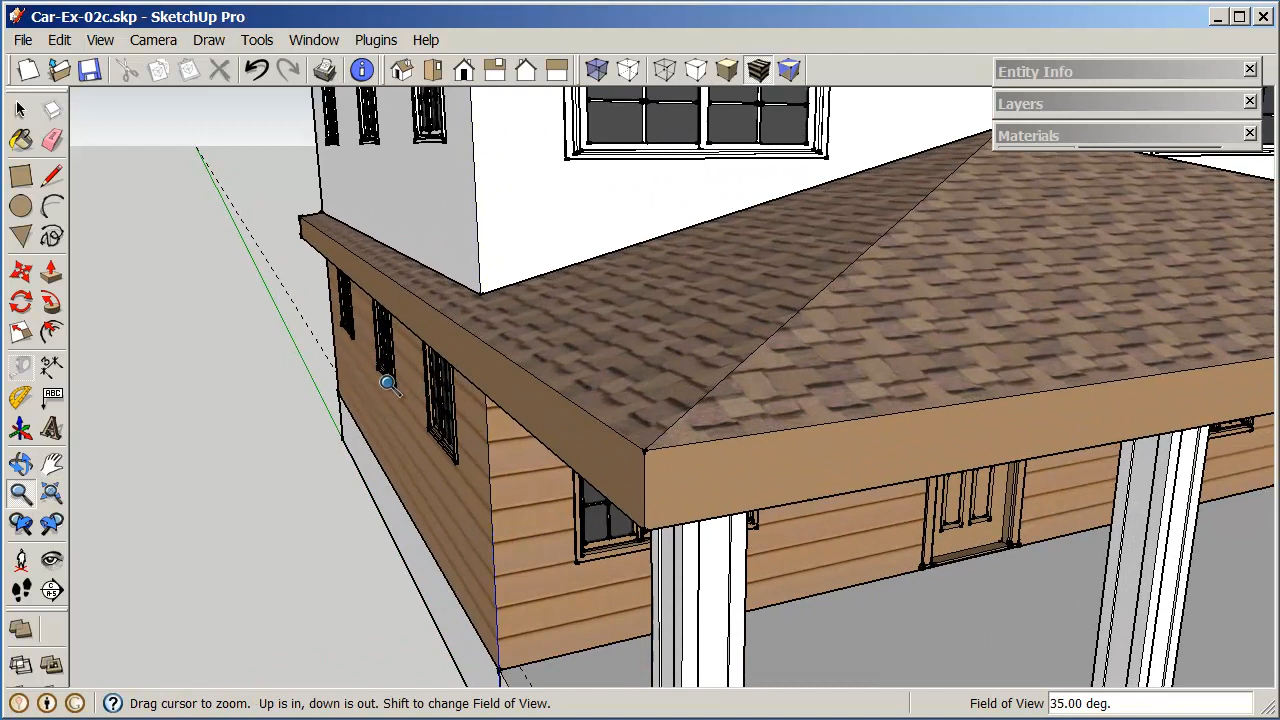 Car-Ex-02c.skp - SketchUp Pro
File Edit View Camera Draw Tools Window Plugins Help
Entity Info
Layers
Materials
ABC
Drag cursor to zoom. Up is in, down is out. Shift to change Field of View.
Field of View 35.00 deg.